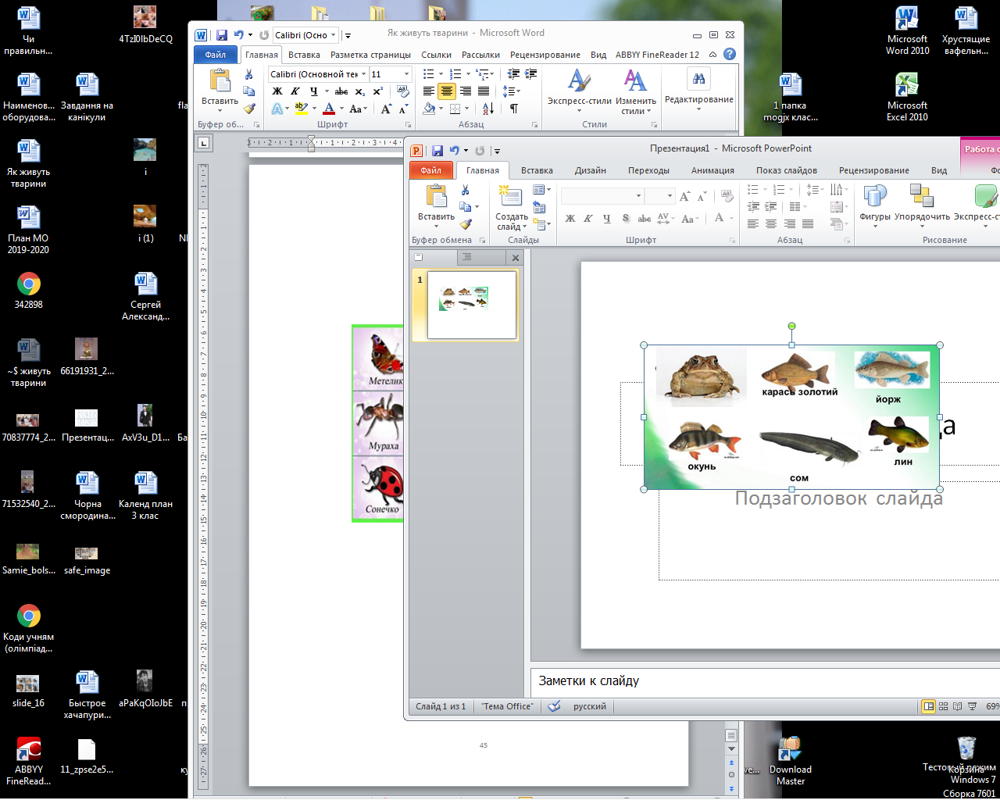 Чи
правильн...
4TzI0IbDeCQ
Наименов...
оборудова...
Завдання на
канікули
fla
Як живуть
тварини
i
План МО
2019-2020
i (1)
NI
342898
Сергей
Александ...
~$ живуть
тварини
66191931_2...
70837774_2...
Презентац...
AxV3u_D1...
Ба
71532540_2...
Чорна
смородина...
Календ план
3 клас
Samie_bols...
safe_image
Коди учням
(олімпіад...
slide_16
Быстрое
хачапури...
aPaKqOIoJbE
ABBYY
FineRead...
11_zpse2e5...
ку
Calibri (Осно
Як живуть тварини - Microsoft Word
Файл
Главная
Вставка
Разметка страницы
Ссылки
Рассылки
Рецензирование
Вид
ABBYY FineReader 12
Вставить
Calibri (Основной тек
11
Ж К Ч abc x₂ x²
Aa
Экспресс-стили
Изменить
стили
Редактирование
Буфер об...
Шрифт
Абзац
Стили
Метелик
Мураха
Сонечко
45
Презентация1 - Microsoft PowerPoint
Работа с
Файл
Главная
Вставка
Дизайн
Переходы
Анимация
Показ слайдов
Рецензирование
Вид
Фо
Вставить
Создать
слайд
Ж К Ч S abc AV Aa A
Фигуры
Упорядочить
Экспресс-ст
Буфер обмена
Слайды
Шрифт
Абзац
Рисование
1
карась золотий
йорж
окунь
сом
лин
да
Подзаголовок слайда
Заметки к слайду
Слайд 1 из 1
"Тема Office"
русский
69%
Microsoft
Word 2010
Хрустящие
вафельн...
1 папка
mogjx клас...
Microsoft
Excel 2010
we...
Download
Master
Корзина
Тестовый режим
Windows 7
Сборка 7601